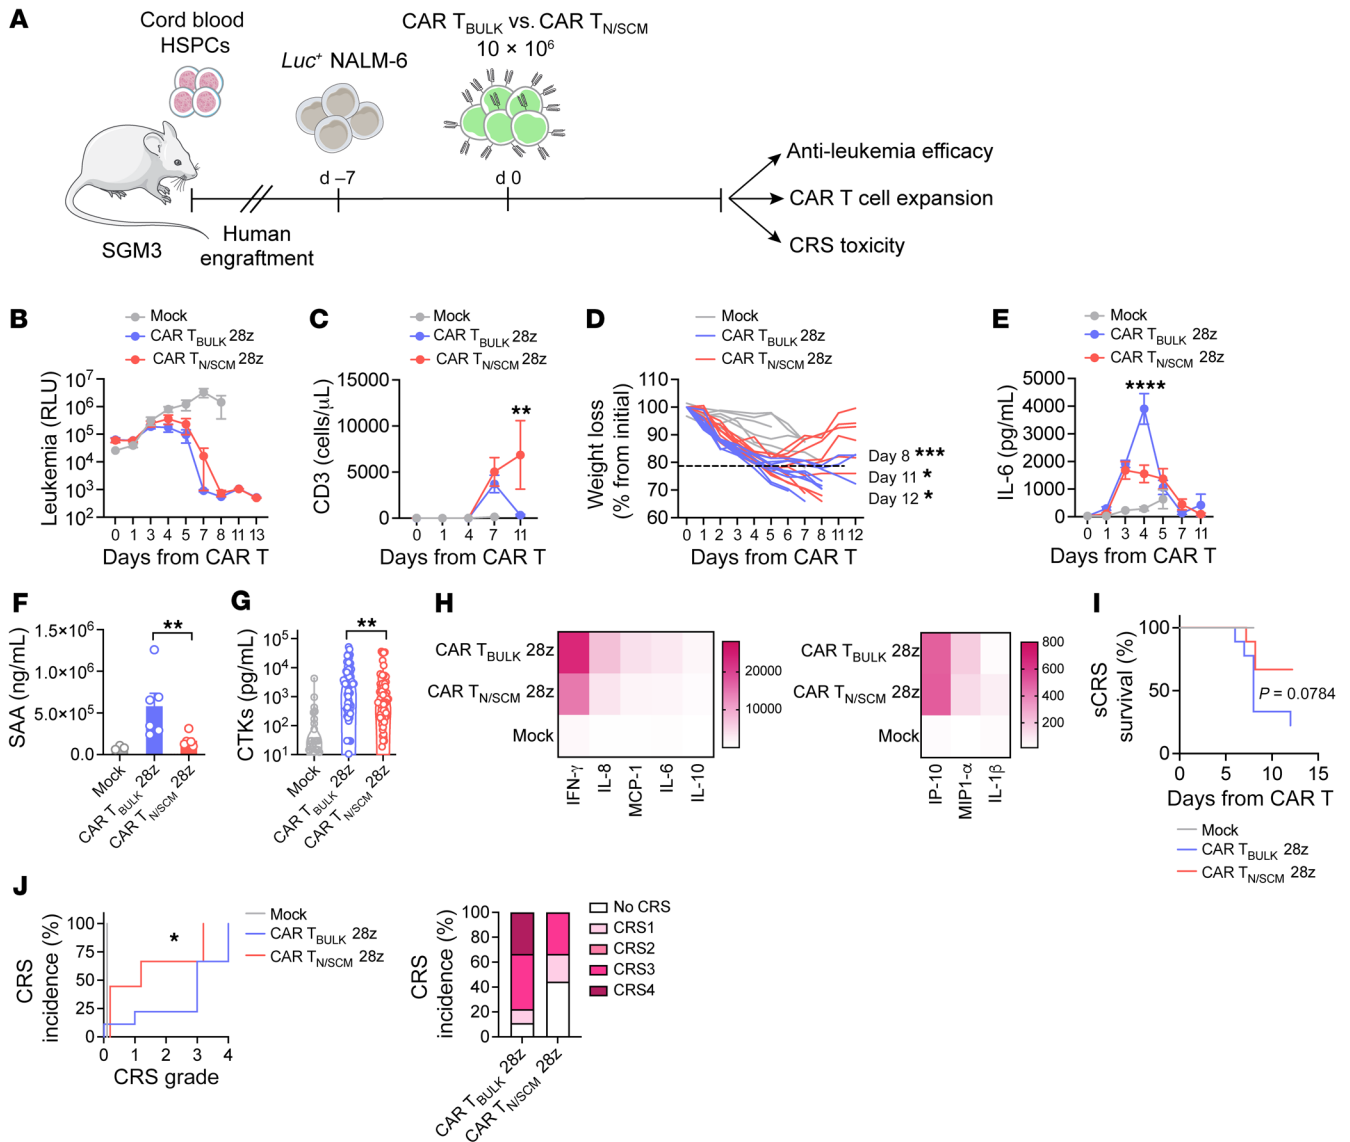 A
Cord blood
HSPCs
Luc+ NALM-6
CAR TBULK vs. CAR TN/SCM
10 × 10⁶
d –7
d 0
SGM3
Human
engraftment
Anti-leukemia efficacy
CAR T cell expansion
CRS toxicity
B
Mock
CAR TBULK 28z
CAR TN/SCM 28z
Leukemia (RLU)
10⁷
10⁶
10⁵
10⁴
10³
10²
0 1 3 4 5 7 8 11 13
Days from CAR T
C
Mock
CAR TBULK 28z
CAR TN/SCM 28z
CD3 (cells/μL)
15000
10000
5000
0
**
0 1 4 7 11
Days from CAR T
D
Mock
CAR TBULK 28z
CAR TN/SCM 28z
Weight loss
(% from initial)
110
100
90
80
70
60
Day 8 ***
Day 11 *
Day 12 *
0 1 2 3 4 5 6 7 8 11 12
Days from CAR T
E
Mock
CAR TBULK 28z
CAR TN/SCM 28z
IL-6 (pg/mL)
5000
4000
3000
2000
1000
0
****
0 1 3 4 5 7 11
Days from CAR T
F
SAA (ng/mL)
1.5×10⁶
1.0×10⁶
5.0×10⁵
0.0
**
Mock
CAR TBULK 28z
CAR TN/SCM 28z
G
CTKs (pg/mL)
10⁵
10⁴
10³
10²
10¹
**
Mock
CAR TBULK 28z
CAR TN/SCM 28z
H
CAR TBULK 28z
CAR TN/SCM 28z
Mock
IFN-γ
IL-8
MCP-1
IL-6
IL-10
20000
10000
CAR TBULK 28z
CAR TN/SCM 28z
Mock
IP-10
MIP1-α
IL-1β
800
600
400
200
I
sCRS
survival (%)
100
50
0
P = 0.0784
0 5 10 15
Days from CAR T
Mock
CAR TBULK 28z
CAR TN/SCM 28z
J
CRS
incidence (%)
100
75
50
25
0
*
0 1 2 3 4
CRS grade
Mock
CAR TBULK 28z
CAR TN/SCM 28z
CRS
incidence (%)
100
80
60
40
20
0
CAR TBULK 28z
CAR TN/SCM 28z
No CRS
CRS1
CRS2
CRS3
CRS4